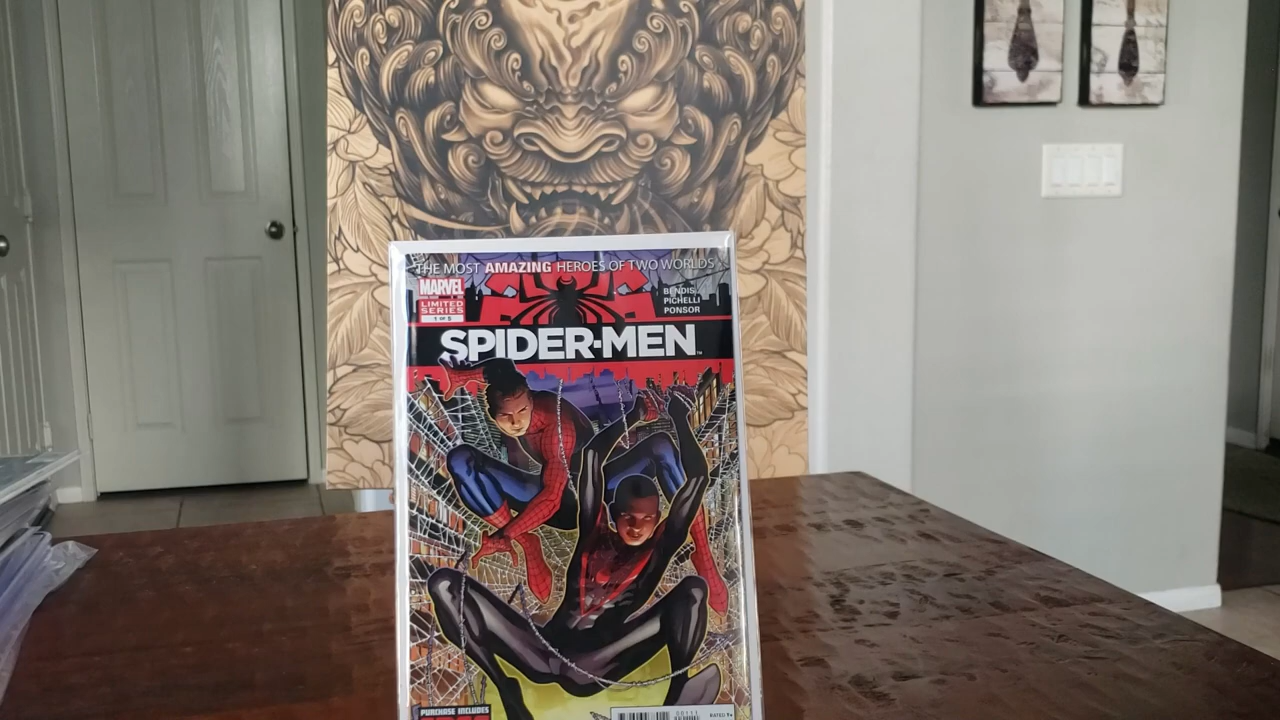 THE MOST AMAZING HEROES OF TWO WORLDS
MARVEL
LIMITED
SERIES
1 OF 5
BENDIS
PICHELLI
PONSOR
SPIDER-MEN
PURCHASE INCLUDES
RATED T+